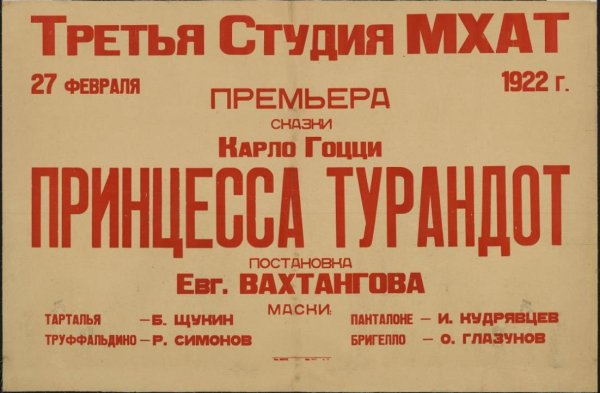 Третья Студия МХАТ
27 февраля 1922 г.
Премьера
сказки
Карло Гоцци
ПРИНЦЕССА ТУРАНДОТ
постановка
Евг. ВАХТАНГОВА
МАСКИ:
ТАРТАЛЬЯ – Б. ЩУКИН ПАНТАЛОНЕ – И. КУДРЯВЦЕВ
ТРУФФАЛЬДИНО – Р. СИМОНОВ БРИГЕЛЛО – О. ГЛАЗУНОВ